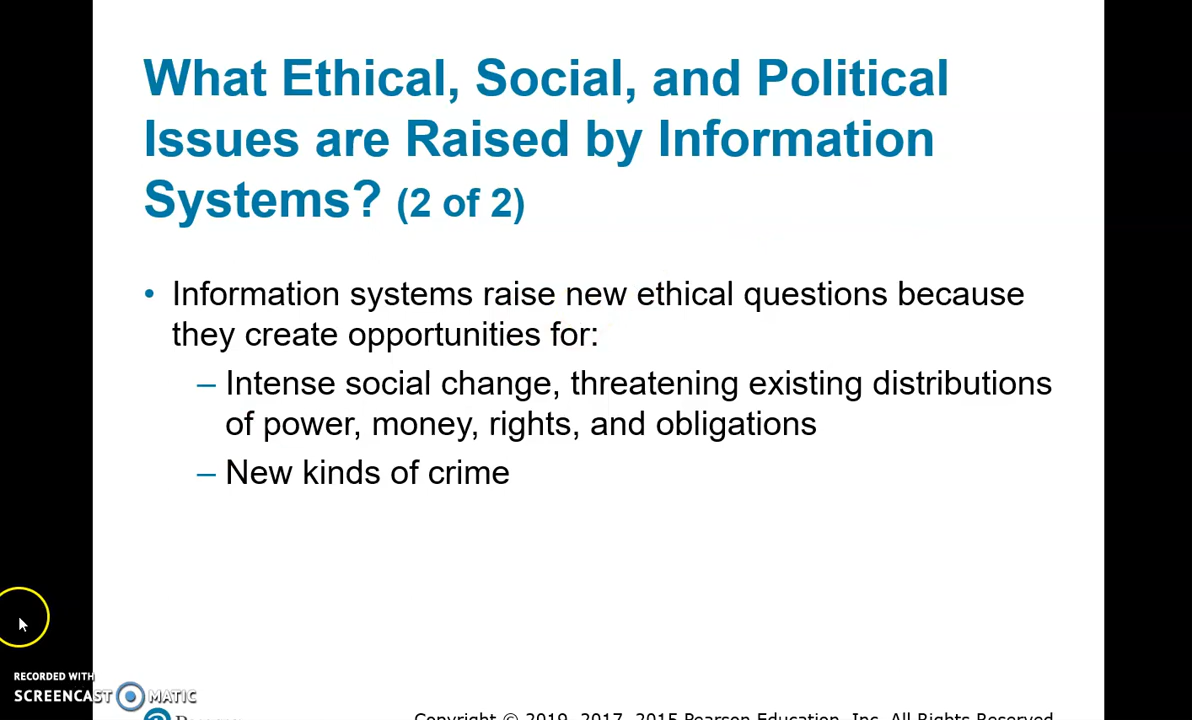 What Ethical, Social, and Political
Issues are Raised by Information
Systems? (2 of 2)
• Information systems raise new ethical questions because
they create opportunities for:
– Intense social change, threatening existing distributions
of power, money, rights, and obligations
– New kinds of crime
RECORDED WITH
SCREENCAST MATIC
Copyright © 2019, 2017, 2015 Pearson Education, Inc. All Rights Reserved